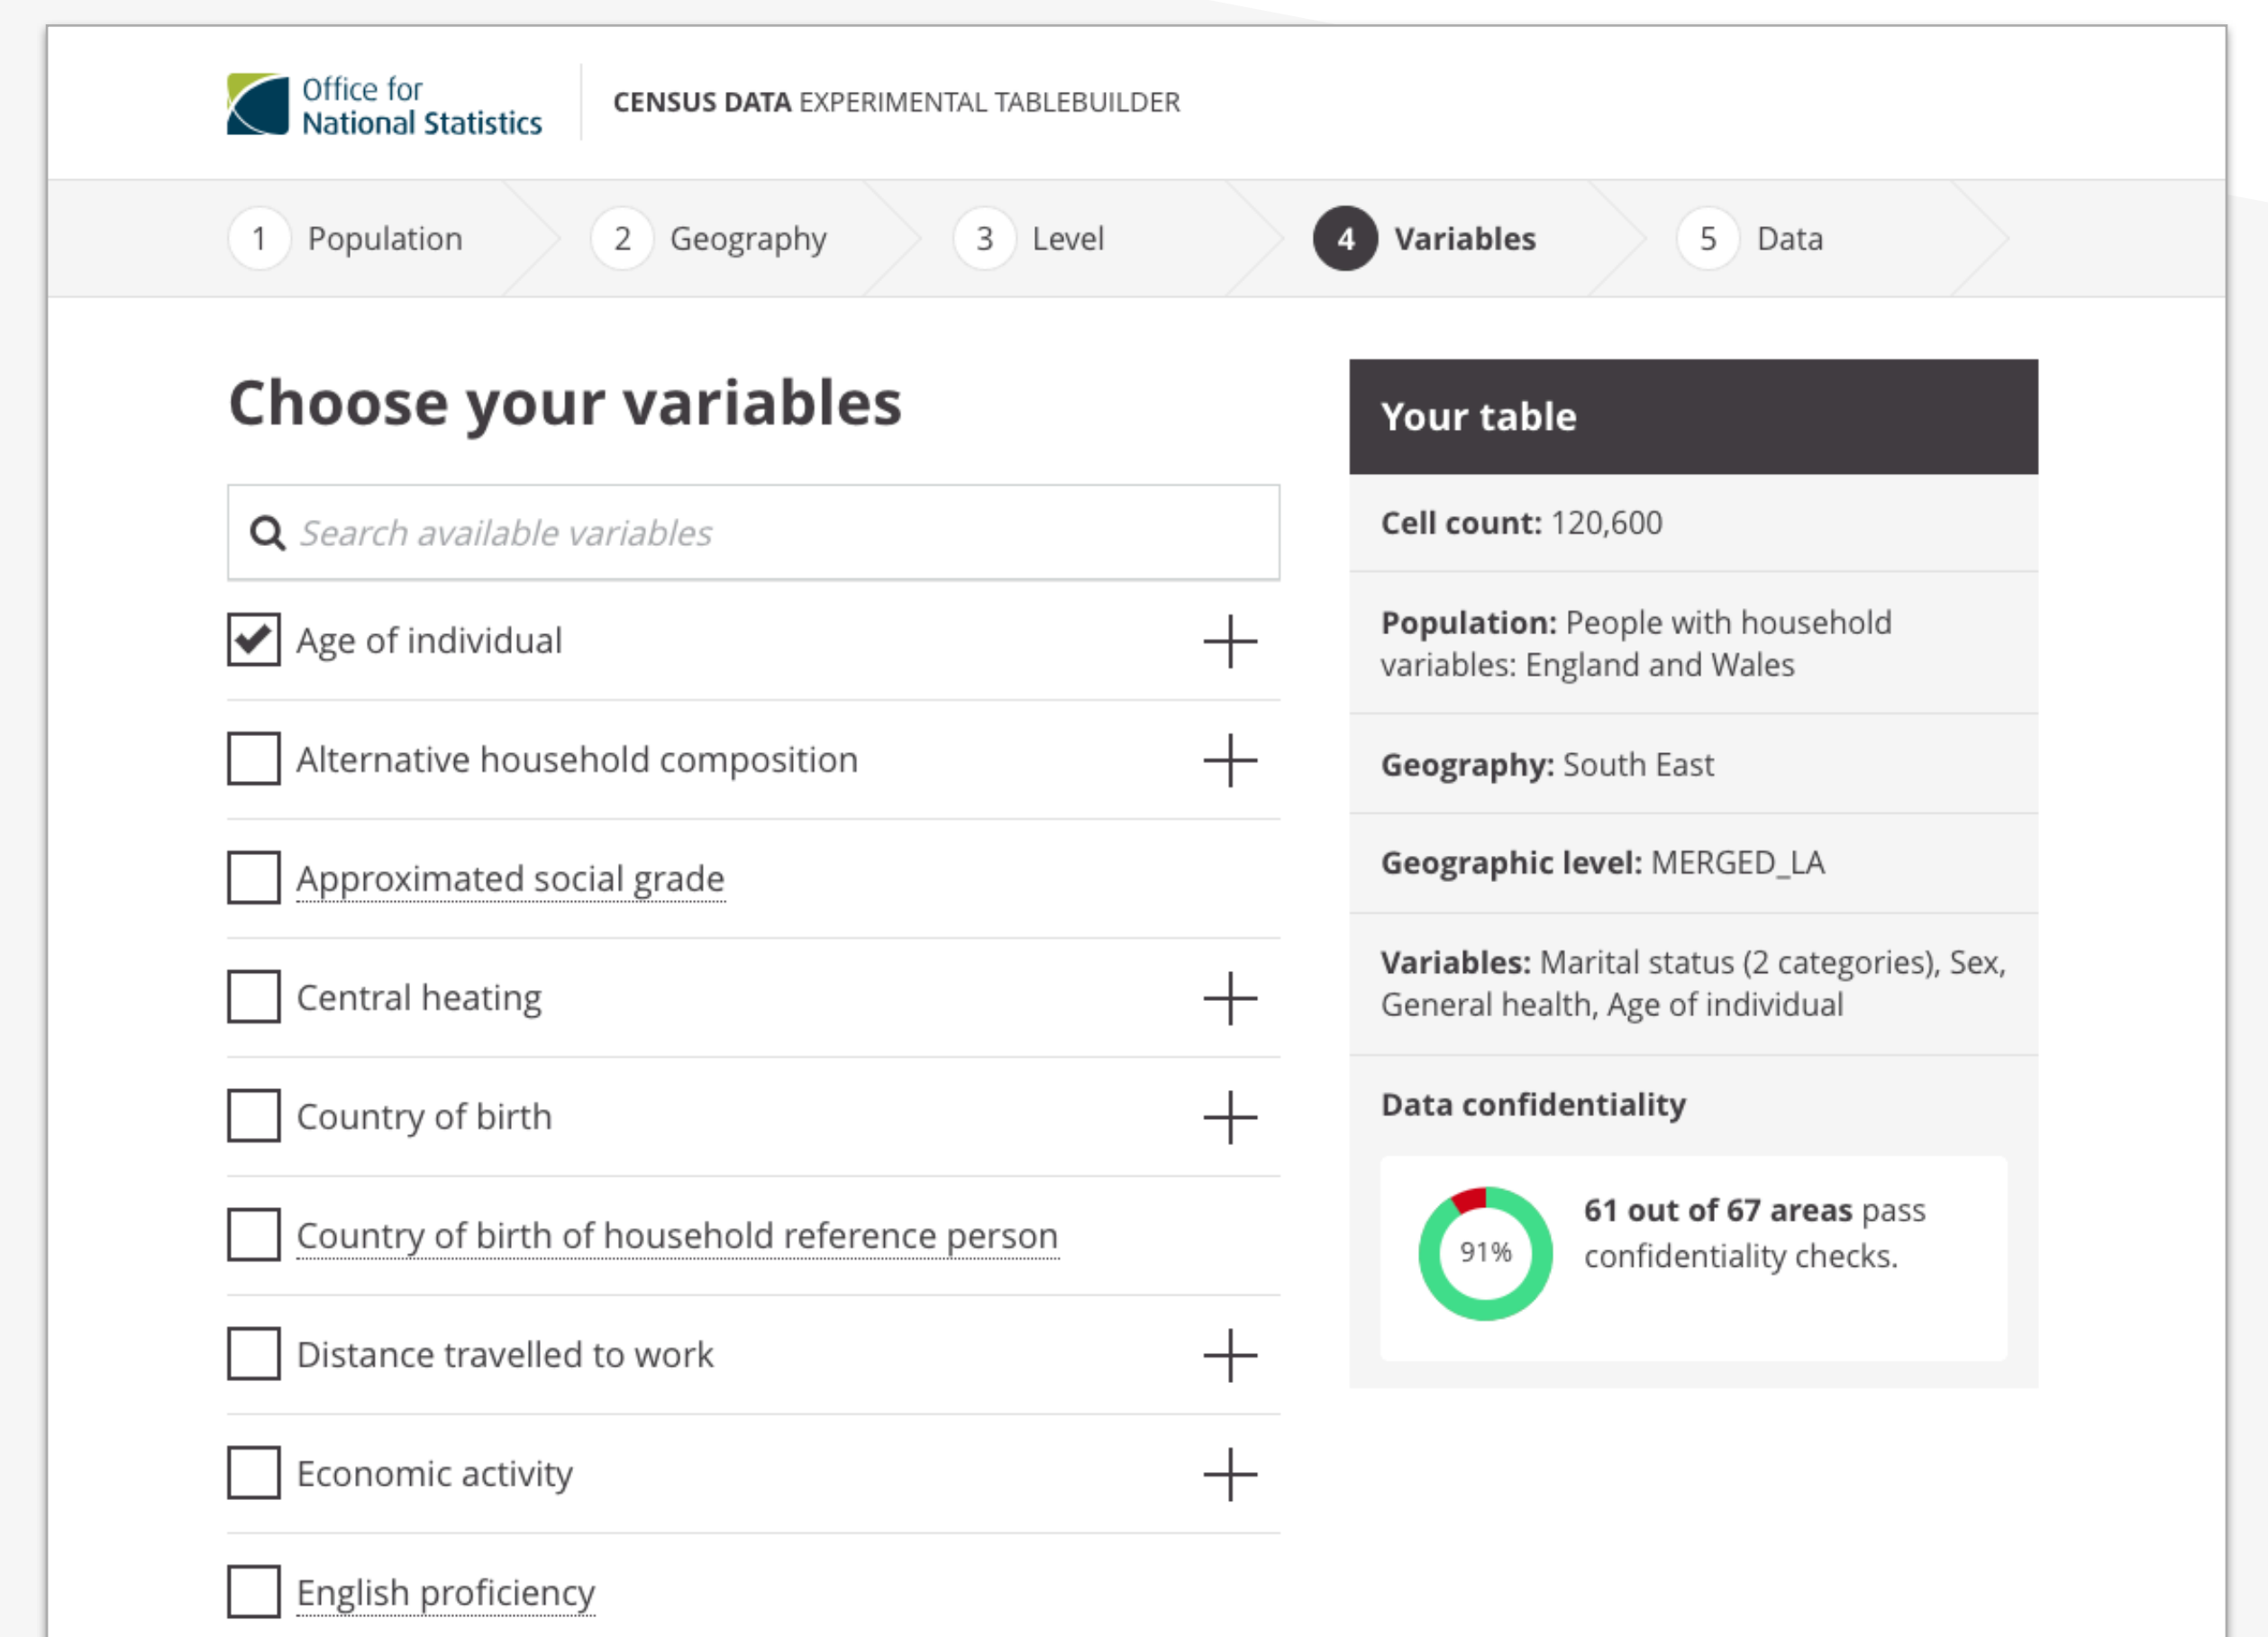 Office for
National Statistics
CENSUS DATA EXPERIMENTAL TABLEBUILDER
1 Population
2 Geography
3 Level
4 Variables
5 Data
Choose your variables
Search available variables
Age of individual
Alternative household composition
Approximated social grade
Central heating
Country of birth
Country of birth of household reference person
Distance travelled to work
Economic activity
English proficiency
Your table
Cell count: 120,600
Population: People with household
variables: England and Wales
Geography: South East
Geographic level: MERGED_LA
Variables: Marital status (2 categories), Sex,
General health, Age of individual
Data confidentiality
91%
61 out of 67 areas pass
confidentiality checks.